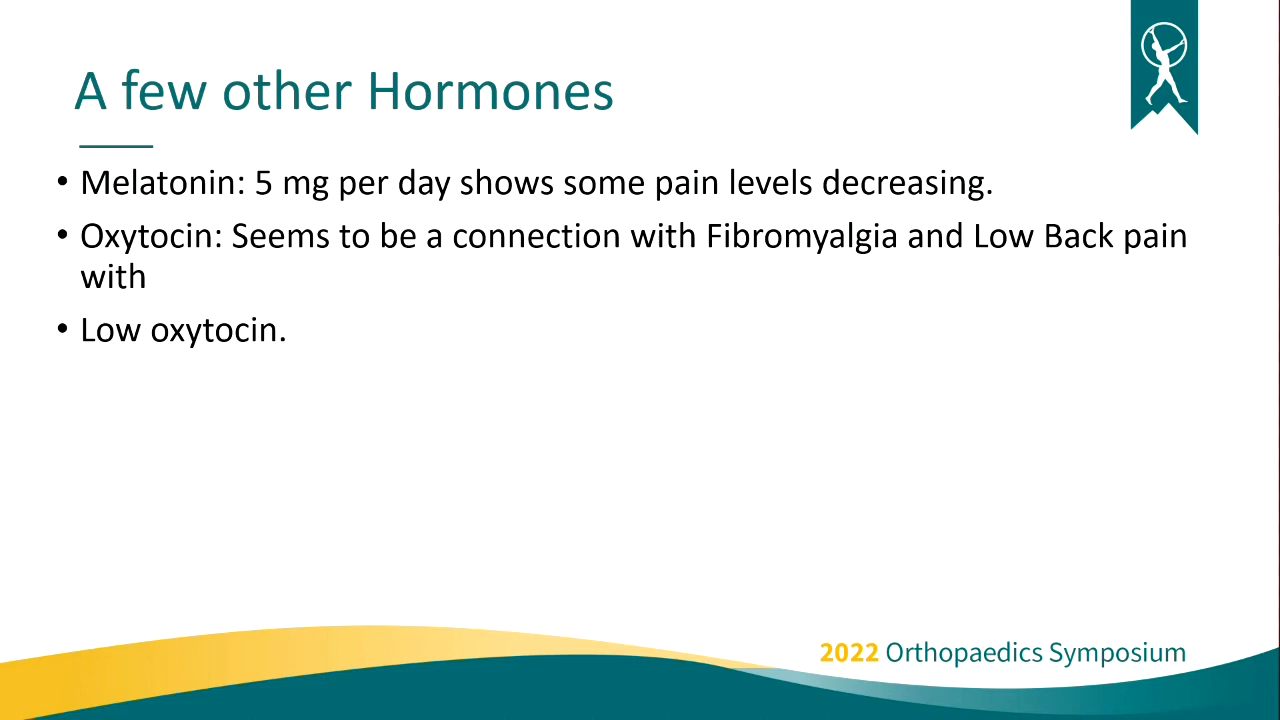 A few other Hormones
• Melatonin: 5 mg per day shows some pain levels decreasing.
• Oxytocin: Seems to be a connection with Fibromyalgia and Low Back pain
with
• Low oxytocin.
2022 Orthopaedics Symposium